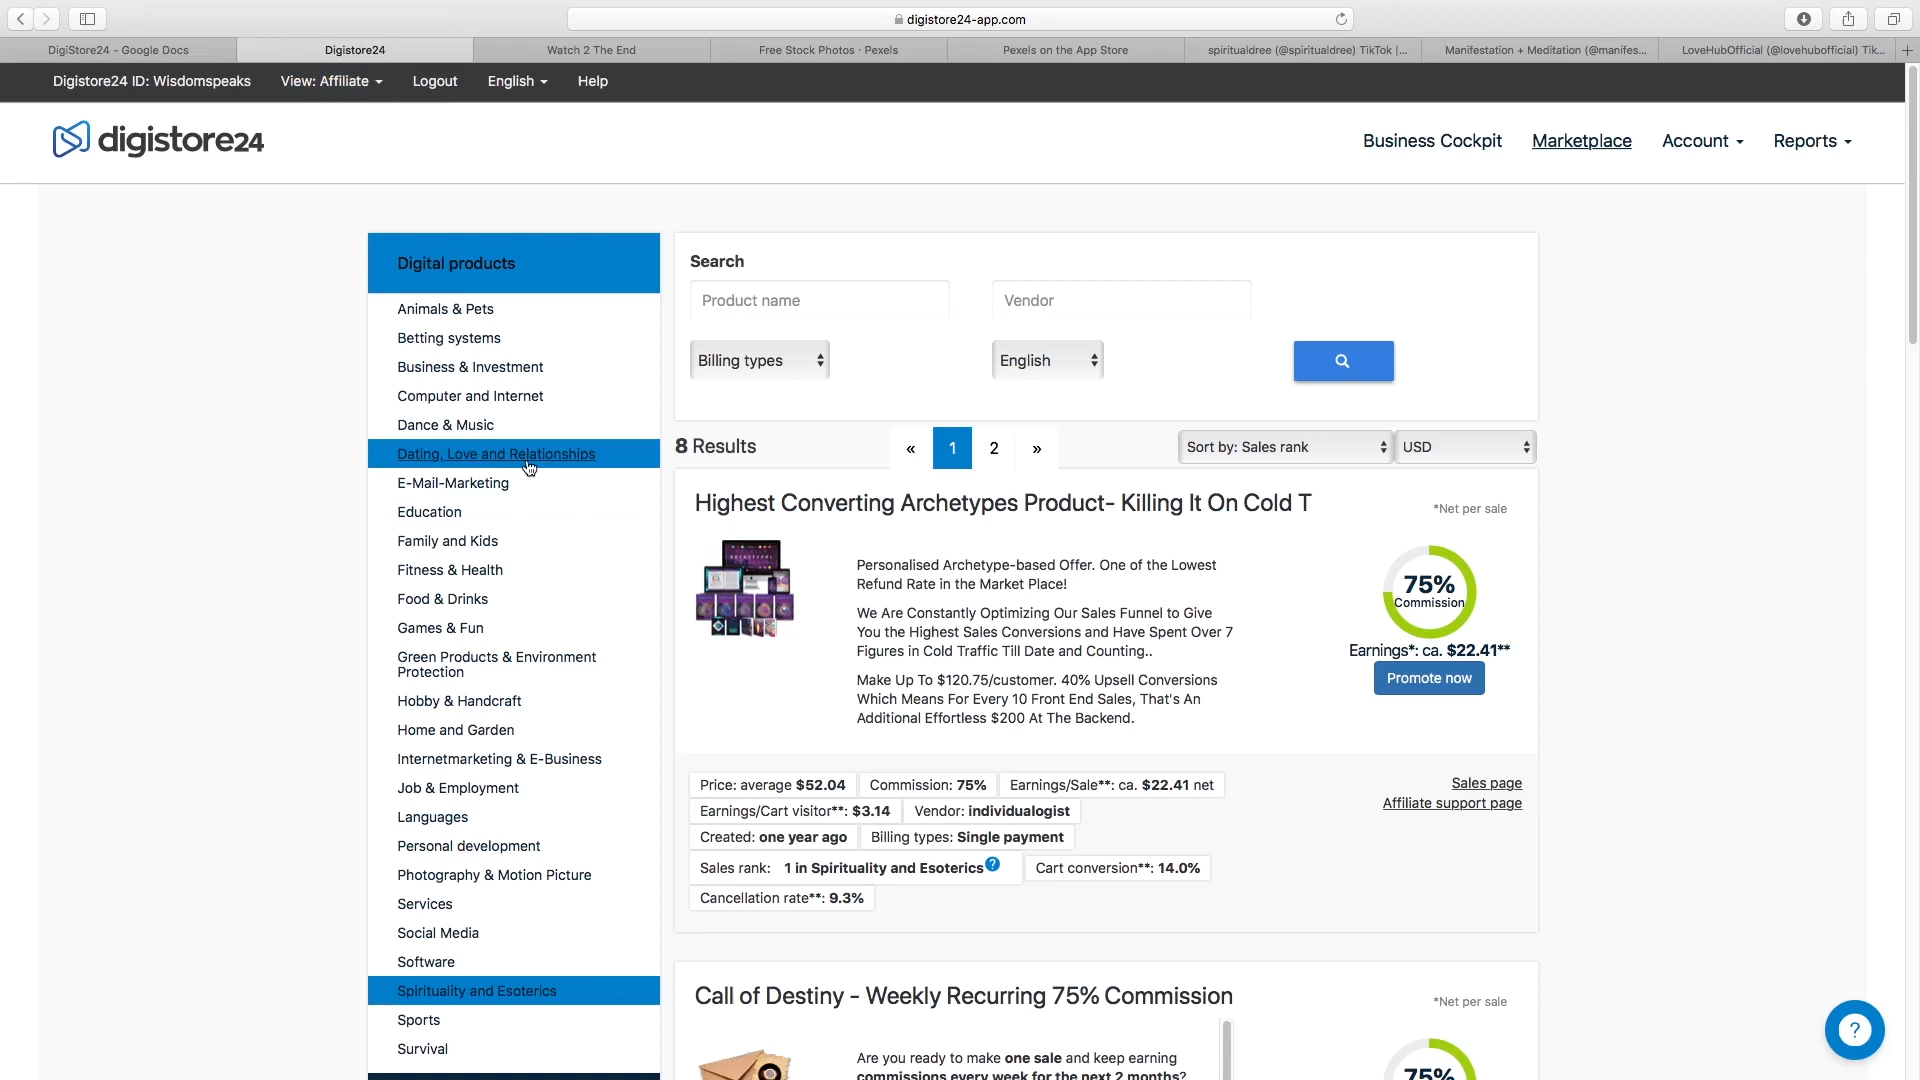 digistore24-app.com
DigiStore24 - Google Docs
Digistore24
Watch 2 The End
Free Stock Photos · Pexels
Pexels on the App Store
spiritualdree (@spiritualdree) TikTok |...
Manifestation + Meditation (@manifes...
LoveHubOfficial (@lovehubofficial) Tik...
Digistore24 ID: Wisdomspeaks
View: Affiliate
Logout
English
Help
digistore24
Business Cockpit
Marketplace
Account
Reports
Digital products
Animals & Pets
Betting systems
Business & Investment
Computer and Internet
Dance & Music
Dating, Love and Relationships
E-Mail-Marketing
Education
Family and Kids
Fitness & Health
Food & Drinks
Games & Fun
Green Products & Environment
Protection
Hobby & Handcraft
Home and Garden
Internetmarketing & E-Business
Job & Employment
Languages
Personal development
Photography & Motion Picture
Services
Social Media
Software
Spirituality and Esoterics
Sports
Survival
Search
Product name
Vendor
Billing types
English
8 Results
« 1 2 »
Sort by: Sales rank
USD
Highest Converting Archetypes Product- Killing It On Cold T
*Net per sale
Personalised Archetype-based Offer. One of the Lowest
Refund Rate in the Market Place!
We Are Constantly Optimizing Our Sales Funnel to Give
You the Highest Sales Conversions and Have Spent Over 7
Figures in Cold Traffic Till Date and Counting..
Make Up To $120.75/customer. 40% Upsell Conversions
Which Means For Every 10 Front End Sales, That's An
Additional Effortless $200 At The Backend.
75%
Commission
Earnings*: ca. $22.41**
Promote now
Price: average $52.04
Commission: 75%
Earnings/Sale**: ca. $22.41 net
Earnings/Cart visitor**: $3.14
Vendor: individualogist
Created: one year ago
Billing types: Single payment
Sales rank: 1 in Spirituality and Esoterics ?
Cart conversion**: 14.0%
Cancellation rate**: 9.3%
Sales page
Affiliate support page
Call of Destiny - Weekly Recurring 75% Commission
*Net per sale
Are you ready to make one sale and keep earning
commissions every week for the next 2 months?
75%
?